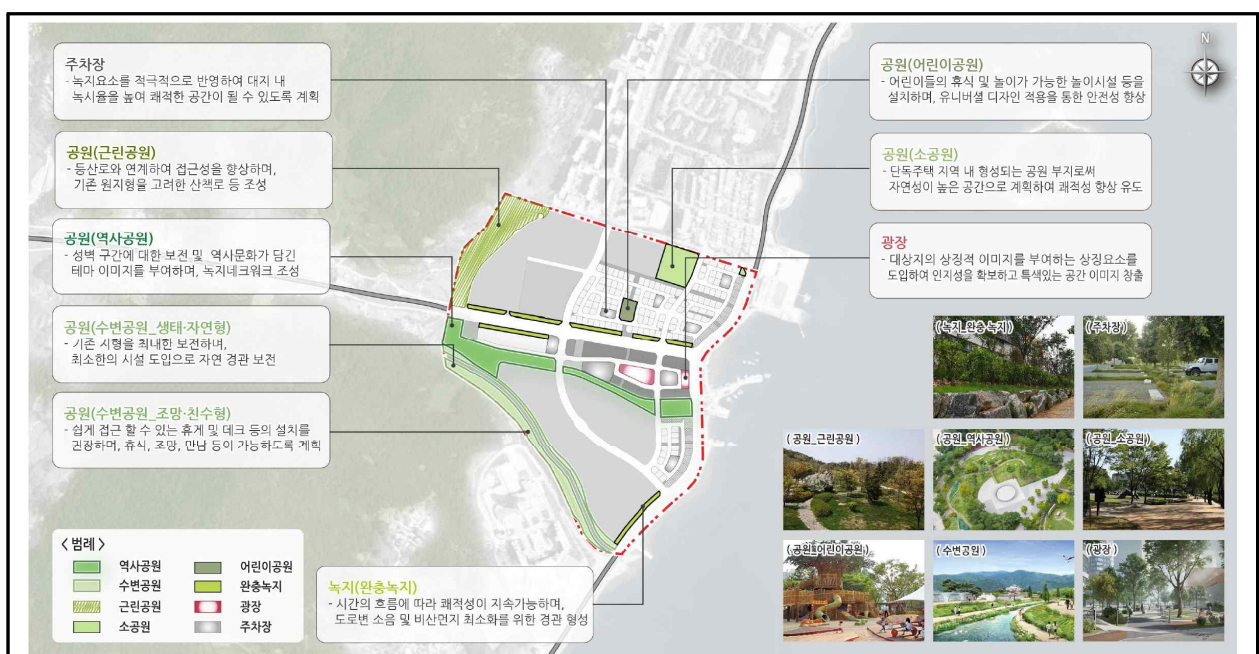 주차장
- 녹지요소를 적극적으로 반영하여 대지 내
녹시율을 높여 쾌적한 공간이 될 수 있도록 계획
공원(근린공원)
- 등산로와 연계하여 접근성을 향상하며,
기존 원지형을 고려한 산책로 등 조성
공원(역사공원)
- 성벽 구간에 대한 보전 및 역사문화가 담긴
테마 이미지를 부여하며, 녹지네크워크 조성
공원(수변공원_생태·자연형)
- 기존 지형을 최대한 보전하며,
최소한의 시설 도입으로 자연 경관 보전
공원(수변공원_조망·친수형)
- 쉽게 접근 할 수 있는 휴게 및 데크 등의 설치를
권장하며, 휴식, 조망, 만남 등이 가능하도록 계획
공원(어린이공원)
- 어린이들의 휴식 및 놀이가 가능한 놀이시설 등을
설치하며, 유니버셜 디자인 적용을 통한 안전성 향상
공원(소공원)
- 단독주택 지역 내 형성되는 공원 부지로써
자연성이 높은 공간으로 계획하여 쾌적성 향상 유도
광장
- 대상지의 상징적 이미지를 부여하는 상징요소를
도입하여 인지성을 확보하고 특색있는 공간 이미지 창출
N
(녹지_완충녹지)
(주차장)
(공원_근린공원)
(공원_역사공원)
(공원_소공원)
(공원_어린이공원)
(수변공원)
(광장)
<범례>
역사공원
어린이공원
수변공원
완충녹지
근린공원
광장
소공원
주차장
녹지(완충녹지)
- 시간의 흐름에 따라 쾌적성이 지속가능하며,
도로변 소음 및 비산먼지 최소화를 위한 경관 형성